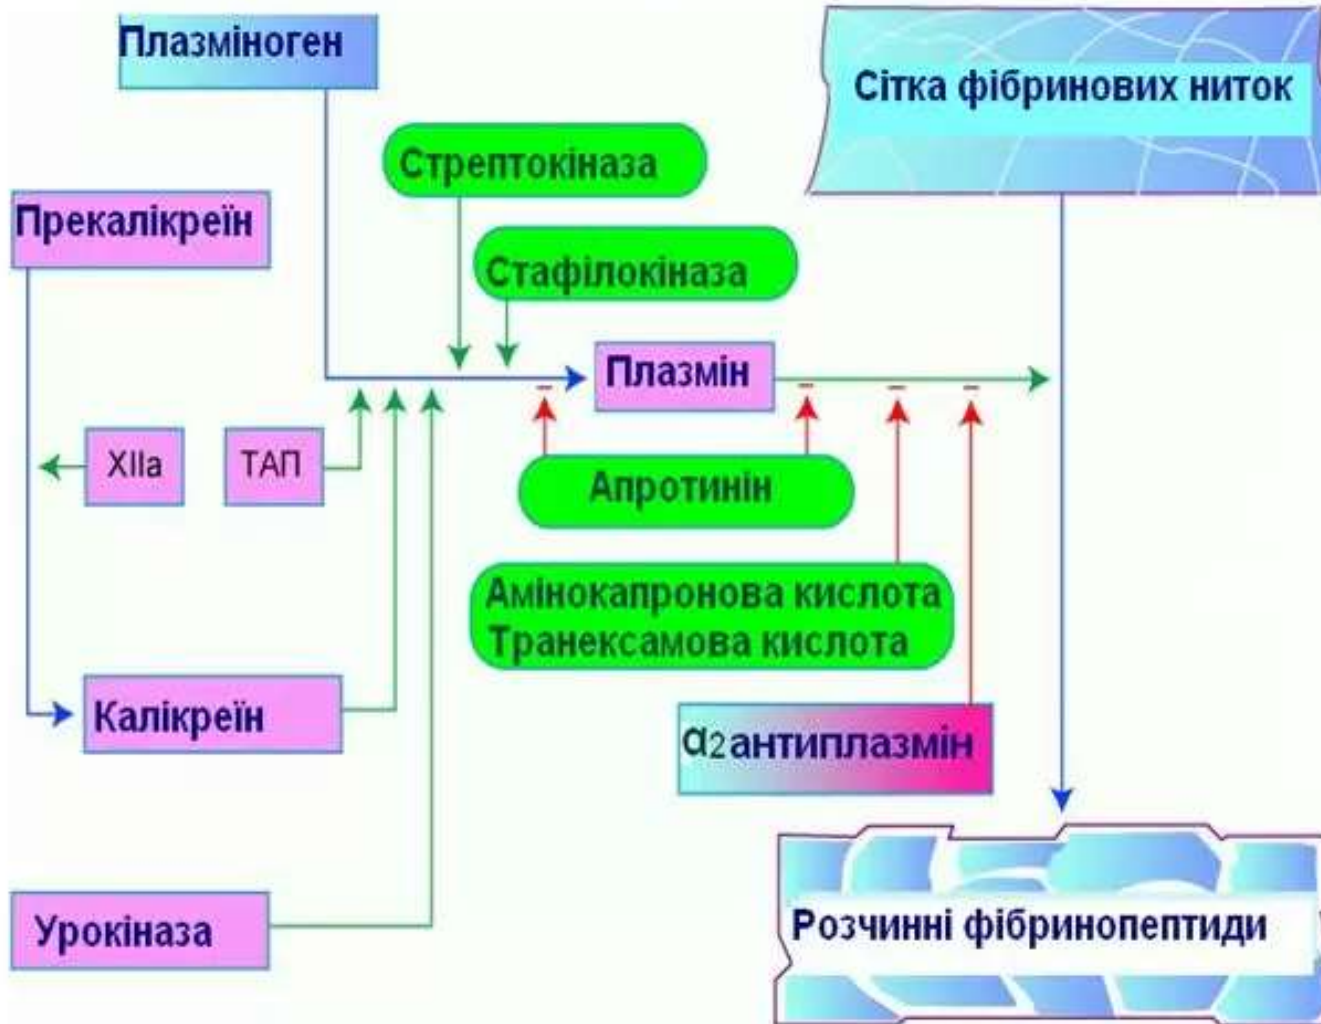 Плазміноген
Сітка фібринових ниток
Стрептокіназа
Прекалікреїн
Стафілокіназа
Плазмін
XIIa
ТАП
Апротинін
Амінокапронова кислота
Транексамова кислота
Калікреїн
α2антиплазмін
Урокіназа
Розчинні фібринопептиди